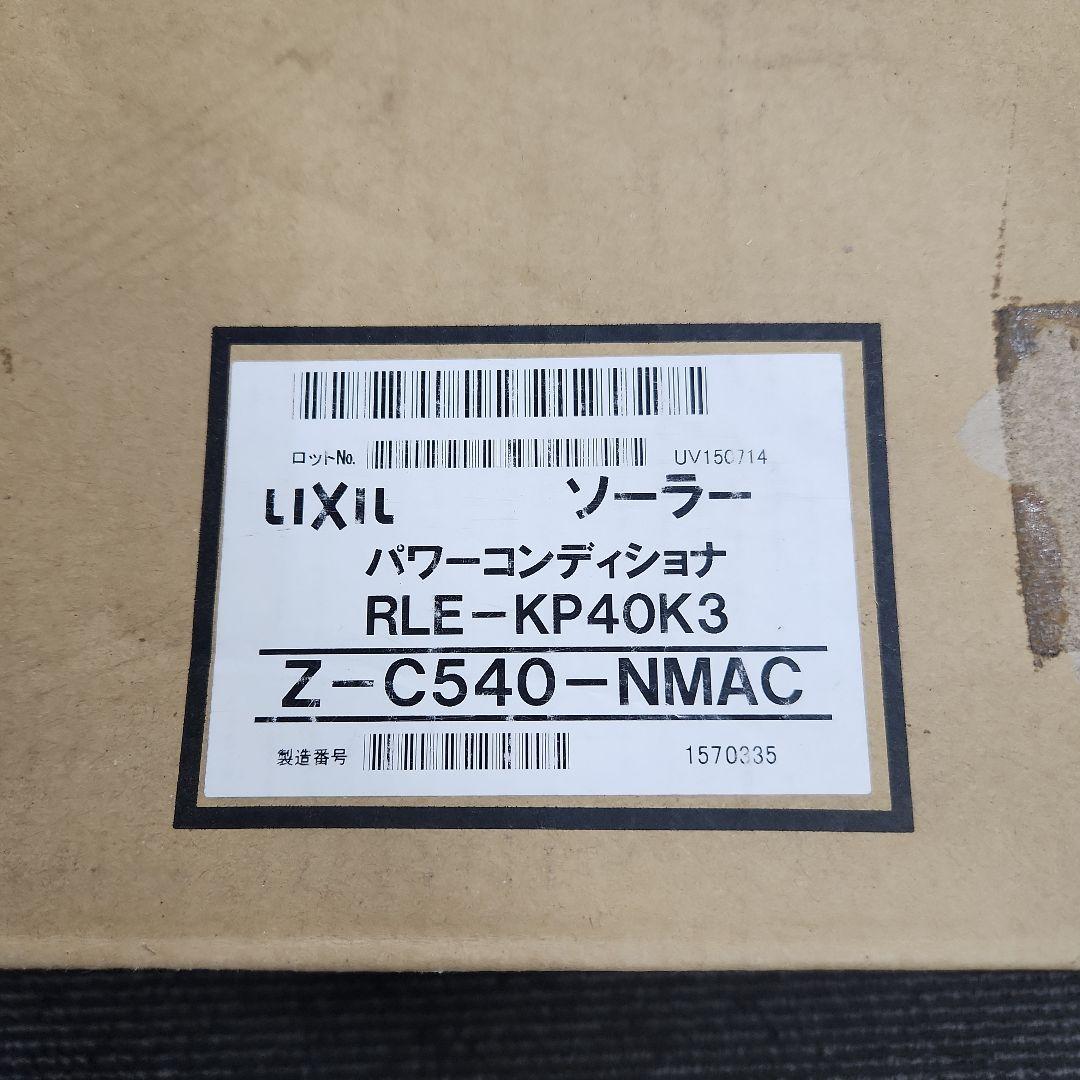 ロットNo. UV150714
LIXIL ソーラー
パワーコンディショナ
RLE-KP40K3
Z-C540-NMAC
製造番号 1570335